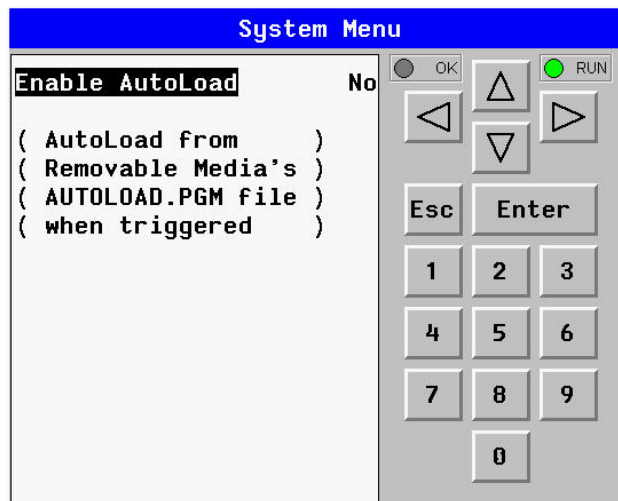 System Menu
Enable AutoLoad No
( AutoLoad from )
( Removable Media's )
( AUTOLOAD.PGM file )
( when triggered )
OK
RUN
Esc
Enter
1 2 3
4 5 6
7 8 9
0